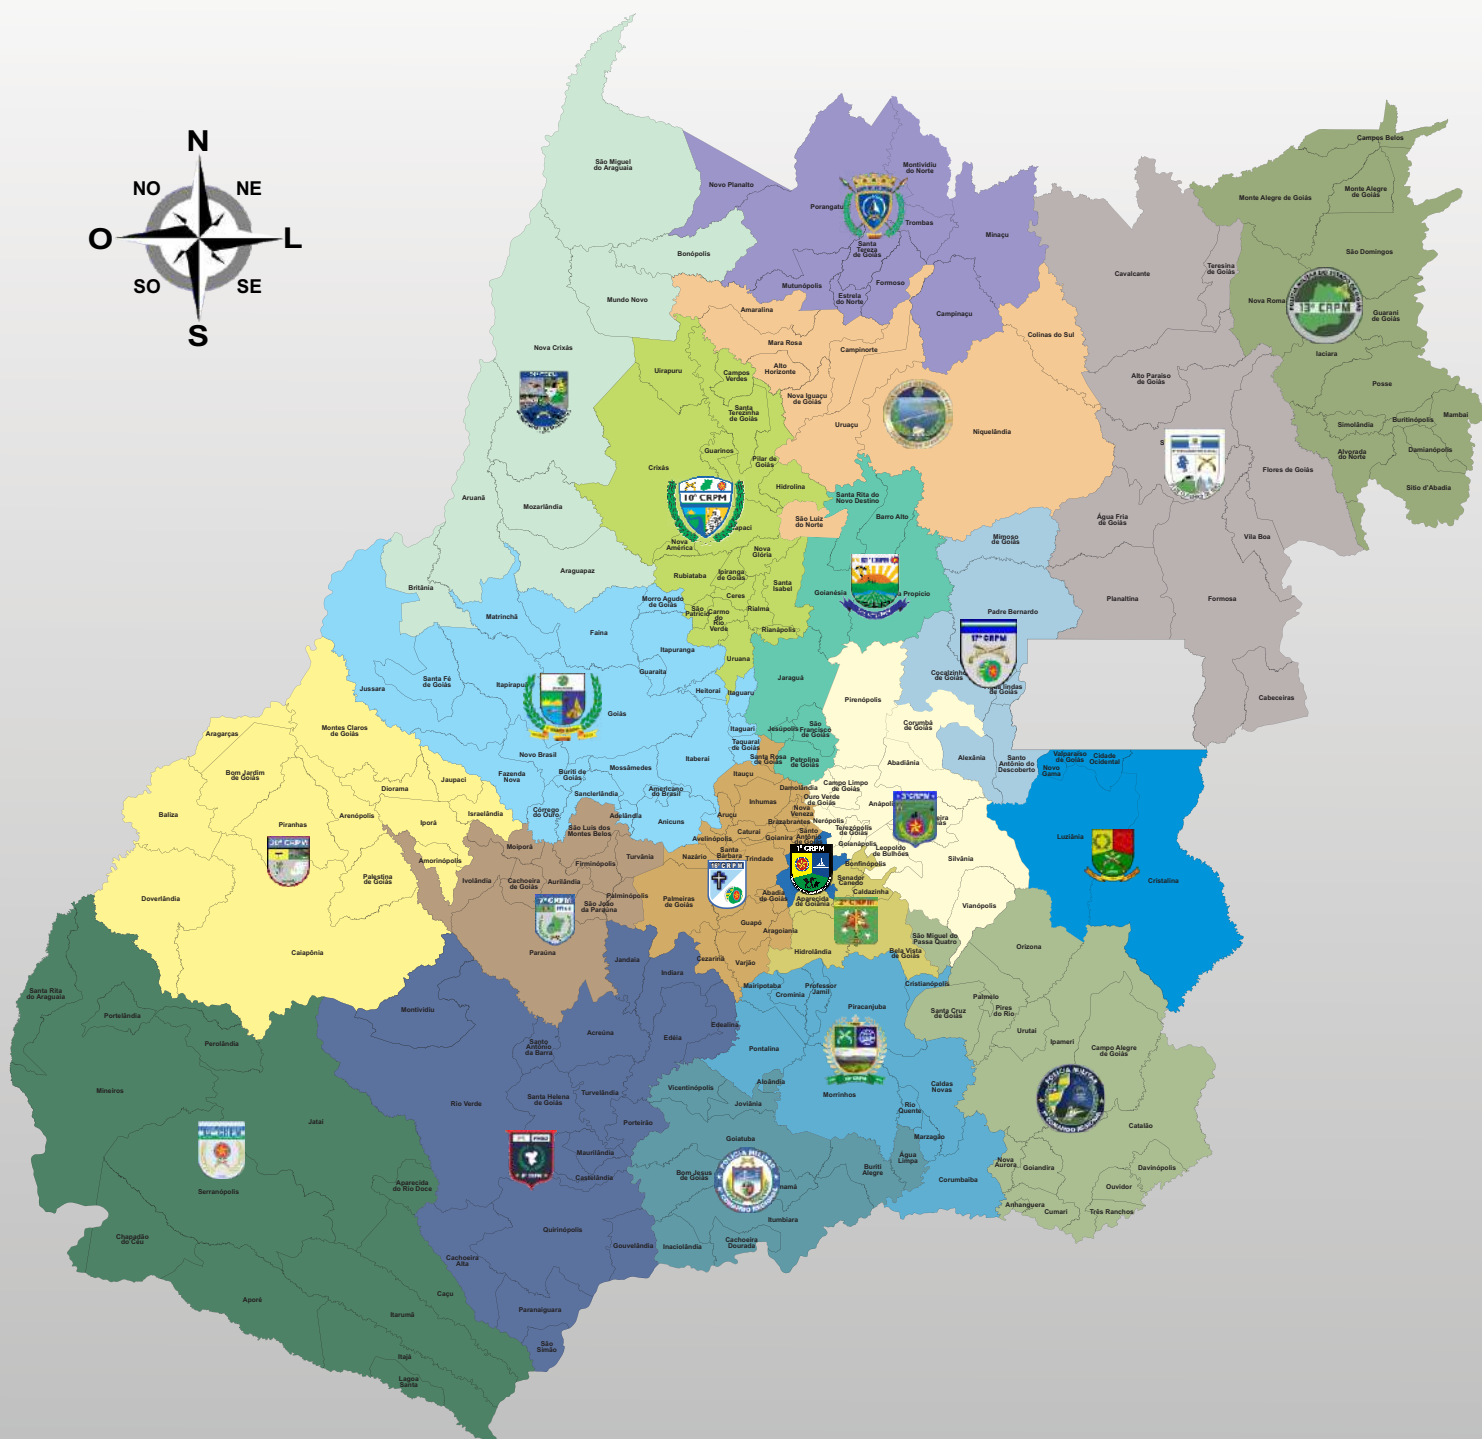 N
NO
NE
O
L
SO
SE
S
São Miguel
do Araguaia
Novo Planalto
Montividiu
do Norte
Porangatu
Trombas
Santa
Tereza
de Goiás
Minaçu
Bonópolis
Mutunópolis
Formoso
Estrela
do Norte
Mundo Novo
Amaralina
Campinaçu
Colinas do Sul
Mara Rosa
Campinorte
Nova Crixás
Alto
Horizonte
Nova Iguaçu
de Goiás
Uruaçu
Niquelândia
Cavalcante
Teresina
de Goiás
Alto Paraíso
de Goiás
Flores de Goiás
Água Fria
de Goiás
Vila Boa
Planaltina
Formosa
Cabeceiras
Campos Belos
Monte Alegre de Goiás
Monte Alegre
de Goiás
São Domingos
Nova Roma
13º CRPM
Guarani
de Goiás
Iaciara
Posse
Mambaí
Buritinópolis
Simolândia
Alvorada
do Norte
Damianópolis
Sítio d'Abadia
Uirapuru
Campos
Verdes
Santa
Terezinha
de Goiás
Guarinos
Pilar de
Goiás
Crixás
Hidrolina
10º CRPM
São Luiz
do Norte
Nova
América
Nova
Glória
Rubiataba
Ipiranga
de Goiás
Santa
Isabel
Ceres
São
Patrício
Carmo
do
Rio
Verde
Rialma
Rianápolis
Uruana
Santa Rita do
Novo Destino
Barro Alto
Goianésia
a Propício
Jaraguá
Jesúpolis
São
Francisco
de Goiás
Petrolina
de Goiás
Aruanã
Mozarlândia
Araguapaz
Britânia
Matrinchã
Morro Agudo
de Goiás
Faina
Itapuranga
Guaraíta
Santa Fé
de Goiás
Jussara
Itapirapuã
Heitoraí
Itaguaru
Goiás
Itaguari
Taquaral
de Goiás
Novo Brasil
Itaberaí
Fazenda
Nova
Buriti de
Goiás
Mossâmedes
Sanclerlândia
Americano
do Brasil
Córrego
do Ouro
Adelândia
Anicuns
Mimoso
de Goiás
Padre Bernardo
17º CRPM
Cocalzinho
de Goiás
de Goiás
Pirenópolis
Corumbá
de Goiás
Abadiânia
Alexânia
Santo
Antônio do
Descoberto
Novo
Gama
Valparaíso
de Goiás
Cidade
Ocidental
Luziânia
Cristalina
Montes Claros
de Goiás
Aragarças
Bom Jardim
de Goiás
Jaupaci
Diorama
Baliza
Arenópolis
Israelândia
Piranhas
Iporá
Amorinópolis
Palestina
de Goiás
Doverlândia
Caiapônia
Moiporá
São Luís dos
Montes Belos
Firminópolis
Turvânia
Ivolândia
Cachoeira
de Goiás
Aurilândia
Palminópolis
São João
da Paraúna
Paraúna
Santa Rosa
de Goiás
Itauçu
Damolândia
Inhumas
Ouro Verde
de Goiás
Campo Limpo
de Goiás
Nova
Veneza
Brazabrantes
Nerópolis
Aruçu
Caturaí
Goianira
Santo
Antônio
Terezópolis
de Goiás
Avelinópolis
Santa
Bárbara
Nazário
Trindade
Goianápolis
Leopoldo
de Bulhões
Silvânia
16º CRPM
1º CRPM
Bonfinópolis
Senador
Canedo
Caldazinha
Palmeiras
de Goiás
Abadia
de Goiás
Aparecida
de Goiânia
Guapó
Aragoiania
Hidrolândia
Bela Vista
de Goiás
Cezarina
Varjão
Vianópolis
São Miguel do
Passa Quatro
Orizona
Cristianópolis
Palmelo
Santa Cruz
de Goiás
Pires
do Rio
Urutaí
Ipameri
Campo Alegre
de Goiás
Catalão
Nova
Aurora
Goiandira
Davinópolis
Ouvidor
Anhanguera
Cumari
Três Ranchos
Mairipotaba
Professor
Jamil
Cromínia
Piracanjuba
Pontalina
Morrinhos
Caldas
Novas
Rio
Quente
Marzagão
Corumbaíba
Aloândia
Vicentinópolis
Joviânia
Goiatuba
Água
Limpa
Buriti
Alegre
Bom Jesus
de Goiás
namá
Itumbiara
Cachoeira
Dourada
Inaciolândia
Jandaia
Indiara
Montividiu
Edealina
Acreúna
Edéia
Santo
Antônio
da Barra
Rio Verde
Santa Helena
de Goiás
Turvelândia
Porteirão
Maurilândia
Castelândia
Quirinópolis
Gouvelândia
Cachoeira
Alta
Paranaiguara
São
Simão
Santa Rita
do Araguaia
Portelândia
Perolândia
Mineiros
Jataí
Serranópolis
Aparecida
do Rio Doce
Chapadão
do Céu
Aporé
Caçu
Itarumã
Itajá
Lagoa
Santa